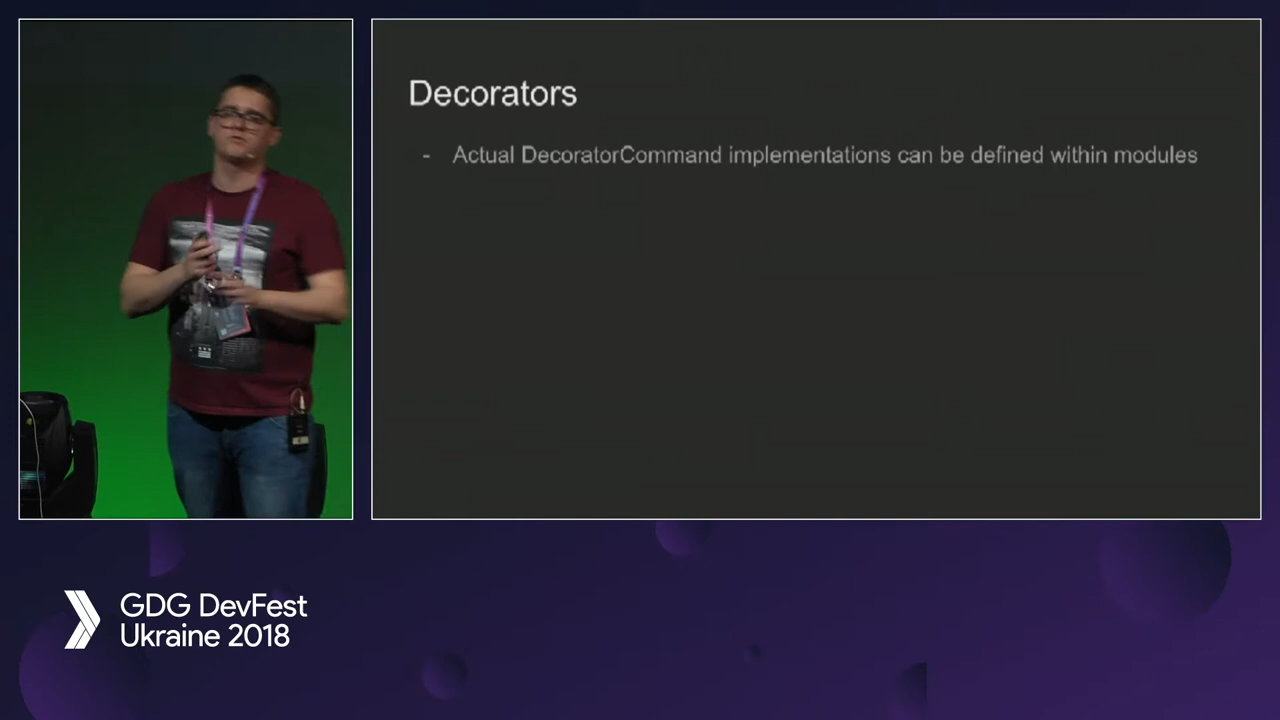 Decorators
- Actual DecoratorCommand implementations can be defined within modules
GDG DevFest
Ukraine 2018